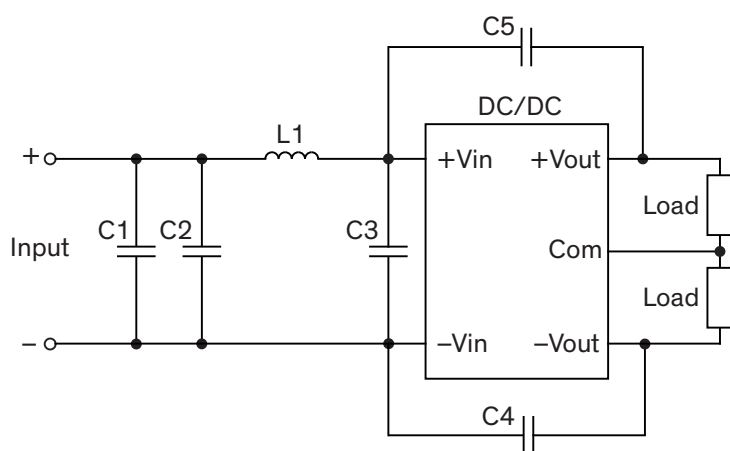 C5
DC/DC
L1
+
+Vin
+Vout
C1
C2
C3
Load
Input
Com
Load
–
–Vin
–Vout
C4